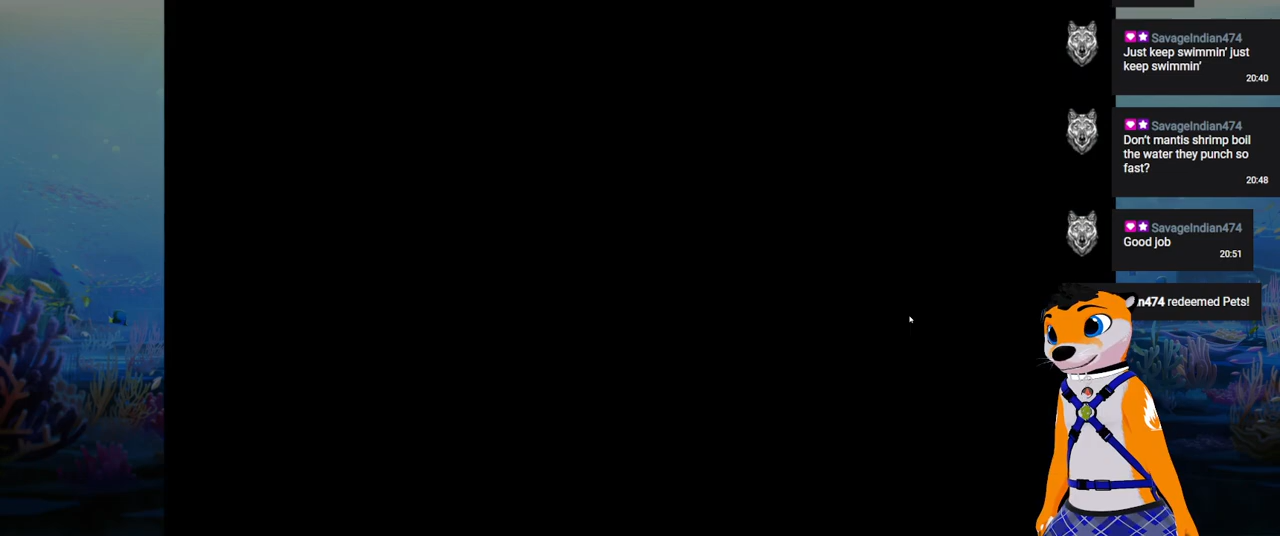 SavageIndian474
Just keep swimmin' just
keep swimmin'
20:40
SavageIndian474
Don't mantis shrimp boil
the water they punch so
fast?
20:48
SavageIndian474
Good job
20:51
n474 redeemed Pets!